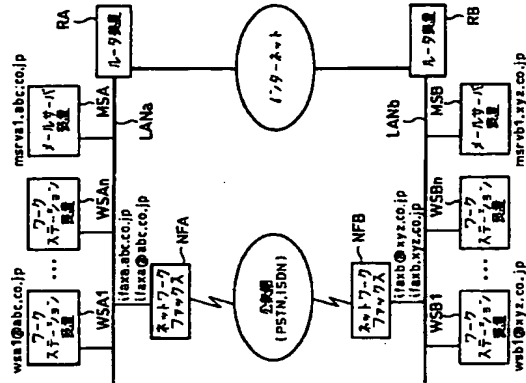 wsa1@abc.co.jp
ワーク
ステーション
装置
WSA1
...
ワーク
ステーション
装置
WSAn
msrva1.abc.co.jp
メールサーバ
装置
MSA
RA
ルータ装置
LANa
ifaxa.abc.co.jp
ifaxa@abc.co.jp
NFA
ネットワーク
ファックス
公衆網
(PSTN,ISDN)
インターネット
NFB
ネットワーク
ファックス
ifaxb@xyz.co.jp
ifaxb.xyz.co.jp
LANb
RB
ルータ装置
WSB1
ワーク
ステーション
装置
wsb1@xyz.co.jp
...
WSBn
ワーク
ステーション
装置
MSB
メールサーバ
装置
msrvb1.xyz.co.jp